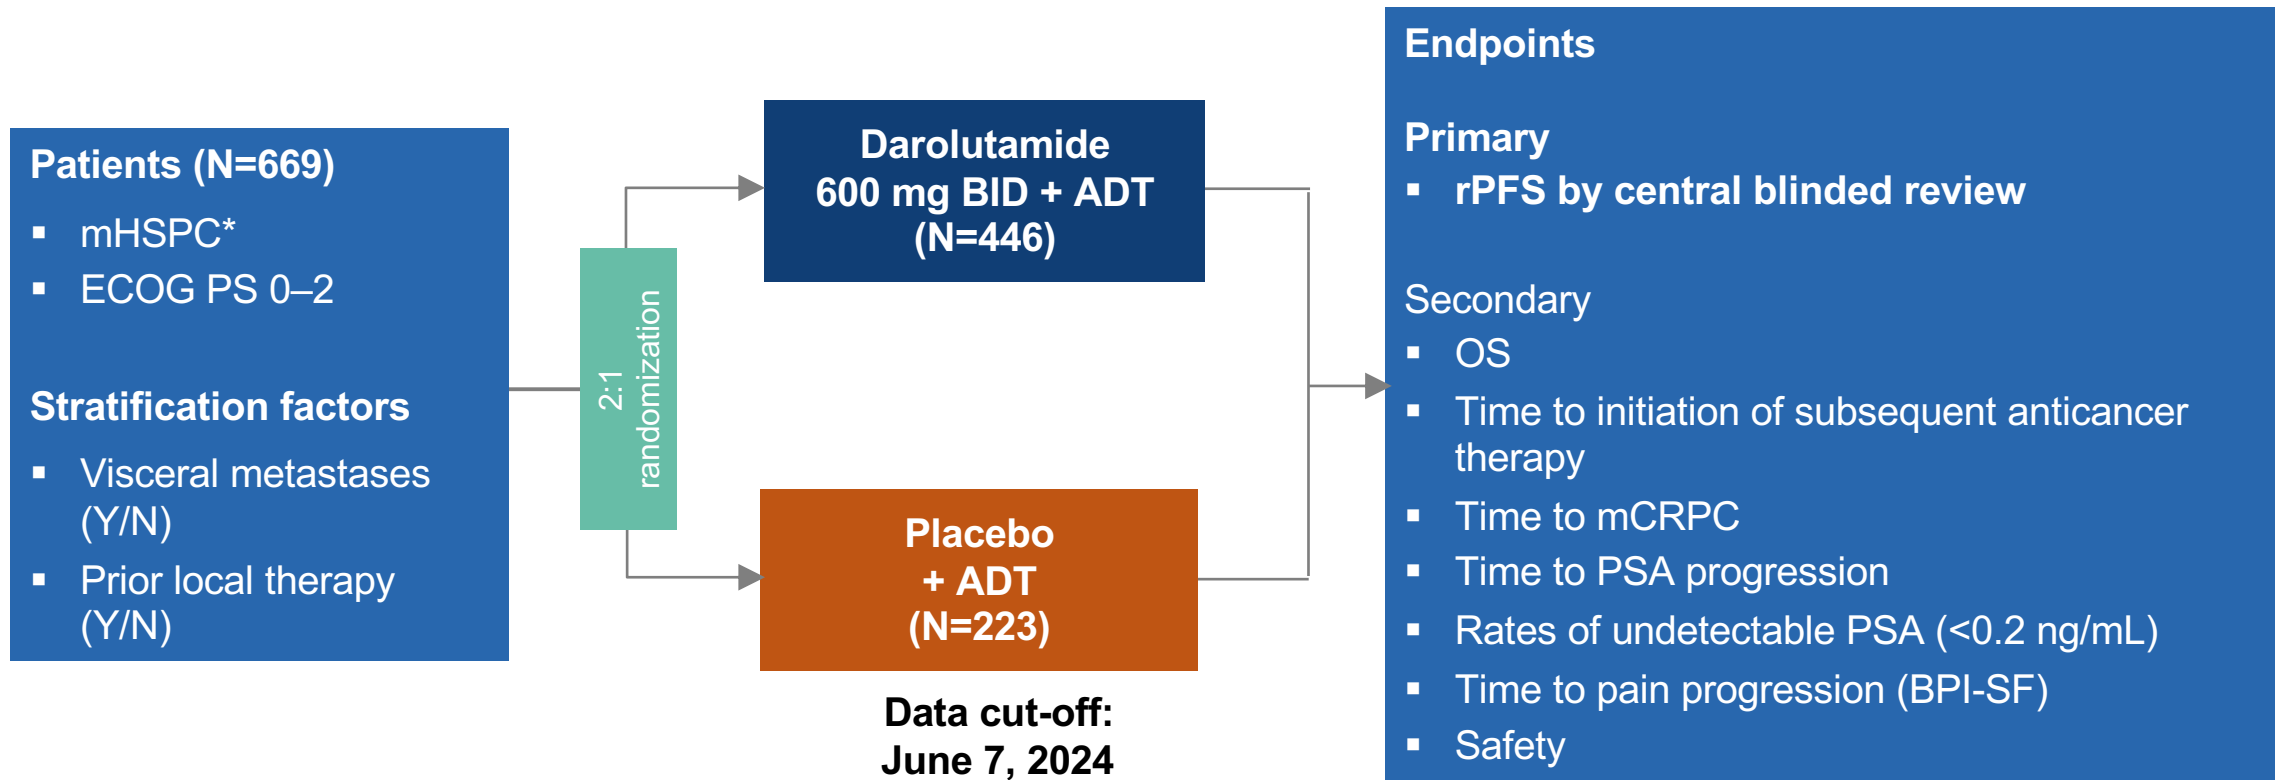 Patients (N=669)
▪ mHSPC*
▪ ECOG PS 0–2
Stratification factors
▪ Visceral metastases
(Y/N)
▪ Prior local therapy
(Y/N)
2:1
randomization
Darolutamide
600 mg BID + ADT
(N=446)
Placebo
+ ADT
(N=223)
Data cut-off:
June 7, 2024
Endpoints
Primary
▪ rPFS by central blinded review
Secondary
▪ OS
▪ Time to initiation of subsequent anticancer
therapy
▪ Time to mCRPC
▪ Time to PSA progression
▪ Rates of undetectable PSA (<0.2 ng/mL)
▪ Time to pain progression (BPI-SF)
▪ Safety